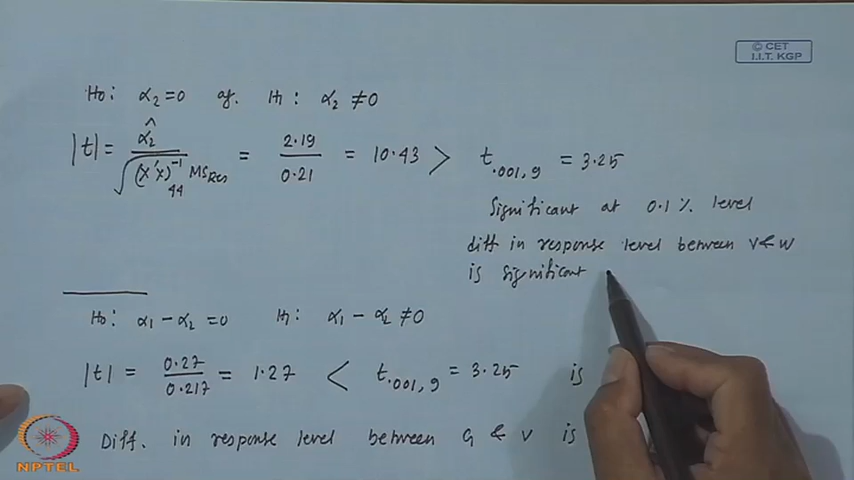 © CET
I.I.T. KGP
H₀: α₂ = 0 ag. H₁: α₂ ≠ 0
|t| = α̂₂ / √((X'X)⁻¹₄₄ MS_Res) = 2.19 / 0.21 = 10.43 > t.001,9 = 3.25
Significant at 0.1% level
diff in response level between V & W
is significant
H₀: α₁ − α₂ = 0 H₁: α₁ − α₂ ≠ 0
|t| = 0.27 / 0.217 = 1.27 < t.001,9 = 3.25 is
Diff. in response level between G & V is
NPTEL